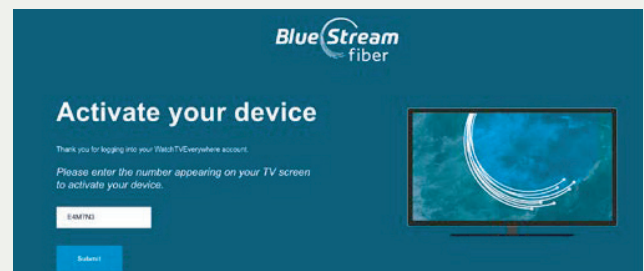 Blue Stream
fiber
Activate your device
Thank you for logging into your WatchTVEverywhere account.
Please enter the number appearing on your TV screen
to activate your device.
E4M7N3
Submit